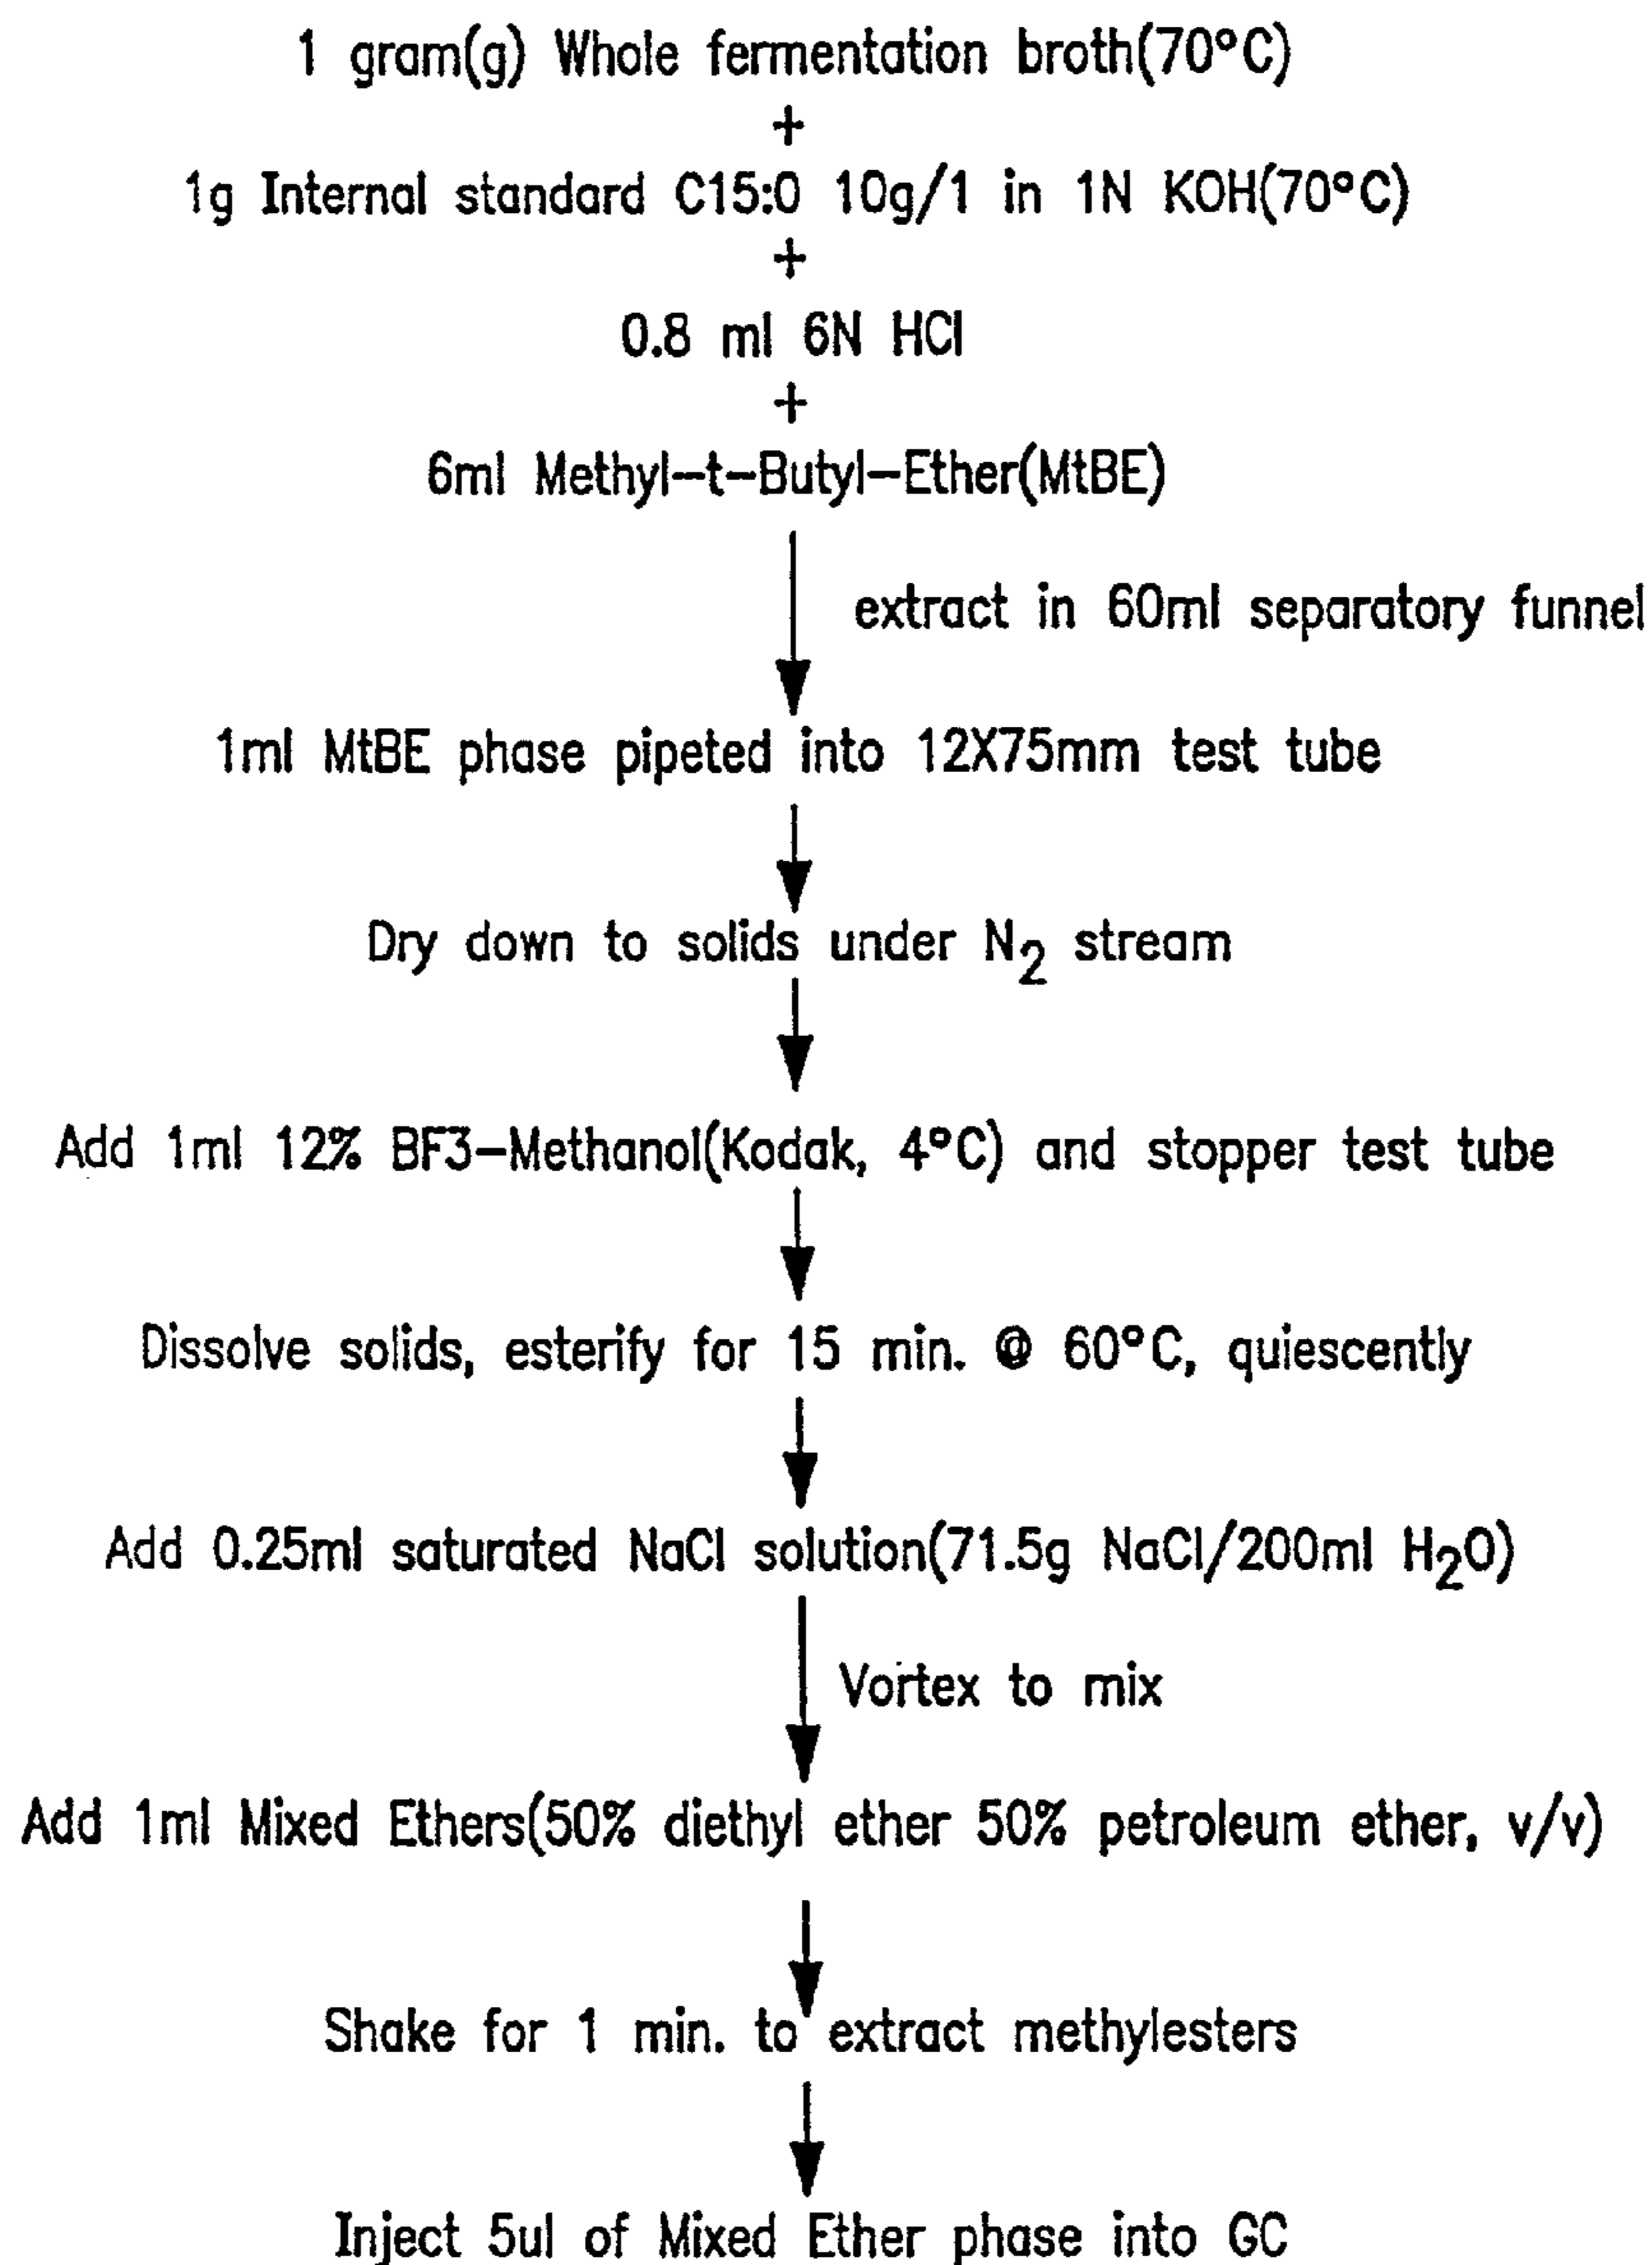 1 gram(g) Whole fermentation broth(70°C)
+
1g Internal standard C15:0 10g/1 in 1N KOH(70°C)
+
0.8 ml 6N HCl
+
6ml Methyl-t-Butyl-Ether(MtBE)
extract in 60ml separatory funnel
1ml MtBE phase pipeted into 12X75mm test tube
Dry down to solids under N₂ stream
Add 1ml 12% BF3-Methanol(Kodak, 4°C) and stopper test tube
Dissolve solids, esterify for 15 min. @ 60°C, quiescently
Add 0.25ml saturated NaCl solution(71.5g NaCl/200ml H₂O)
Vortex to mix
Add 1ml Mixed Ethers(50% diethyl ether 50% petroleum ether, v/v)
Shake for 1 min. to extract methylesters
Inject 5ul of Mixed Ether phase into GC